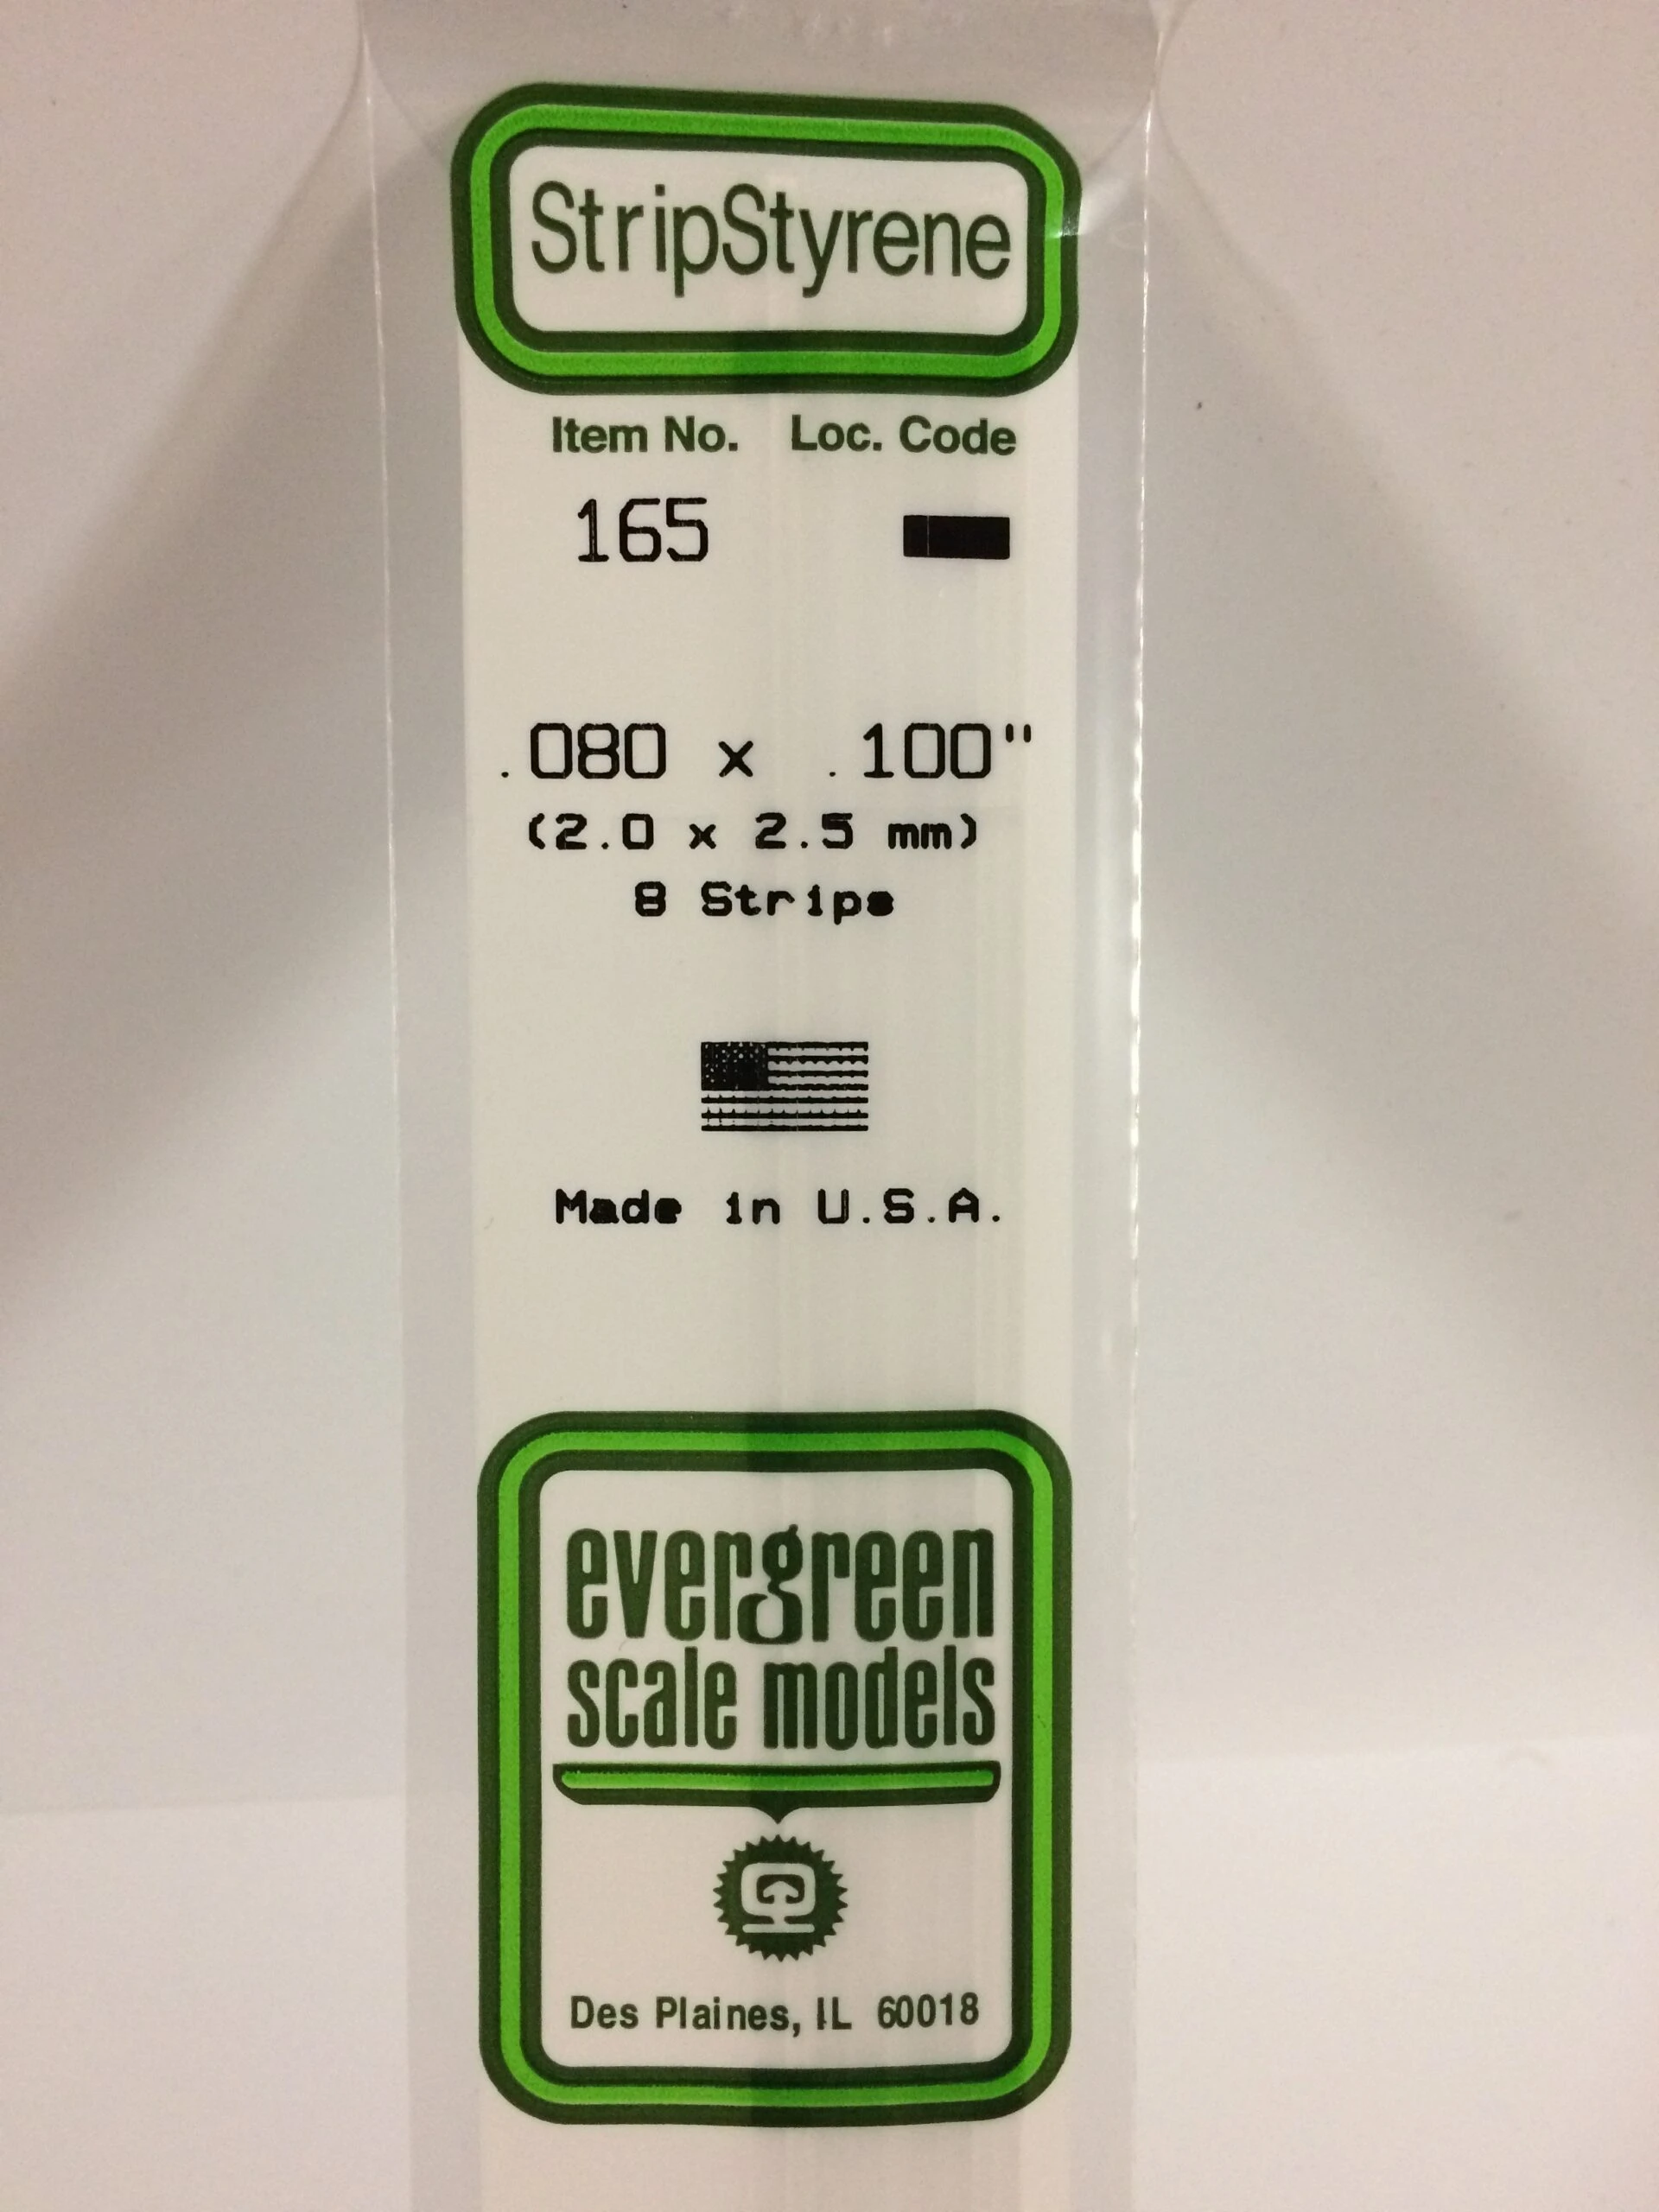 StripStyrene
Item No. Loc. Code
165
.080 x .100"
(2.0 x 2.5 mm)
8 Strips
Made in U.S.A.
evergreen
scale models
Des Plaines, IL 60018